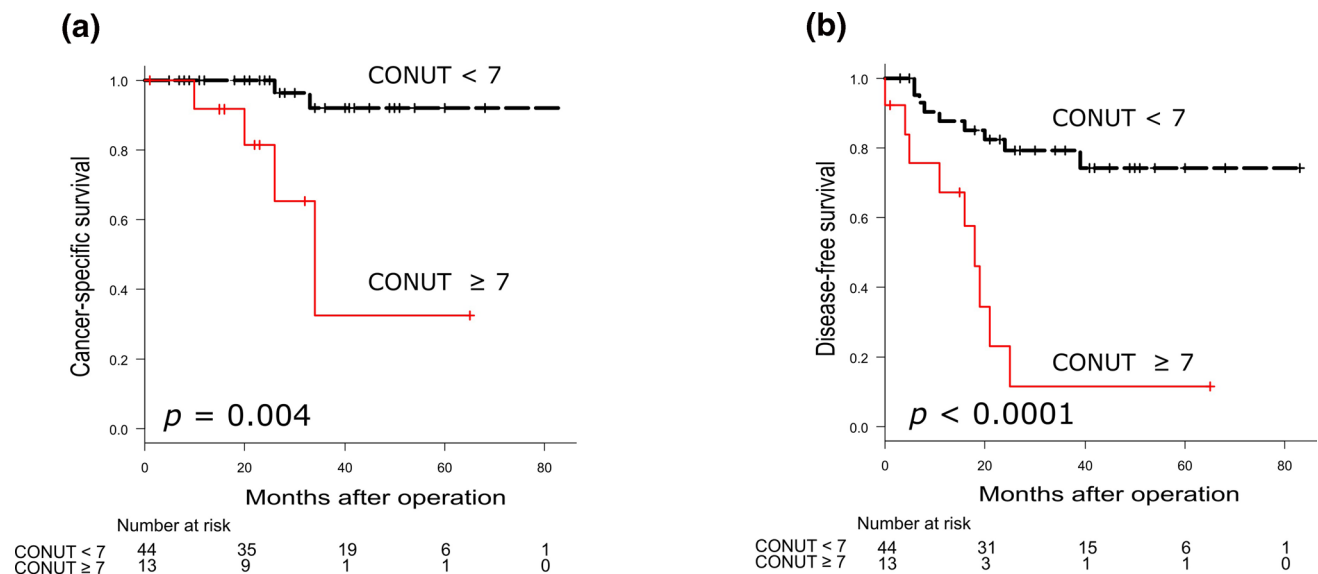 (a)
Cancer-specific survival
1.0
0.8
0.6
0.4
0.2
0.0
CONUT < 7
CONUT ≥ 7
p = 0.004
0 20 40 60 80
Months after operation
Number at risk
CONUT < 7 44 35 19 6 1
CONUT ≥ 7 13 9 1 1 0
(b)
Disease-free survival
1.0
0.8
0.6
0.4
0.2
0.0
CONUT < 7
CONUT ≥ 7
p < 0.0001
0 20 40 60 80
Months after operation
Number at risk
CONUT < 7 44 31 15 6 1
CONUT ≥ 7 13 3 1 1 0